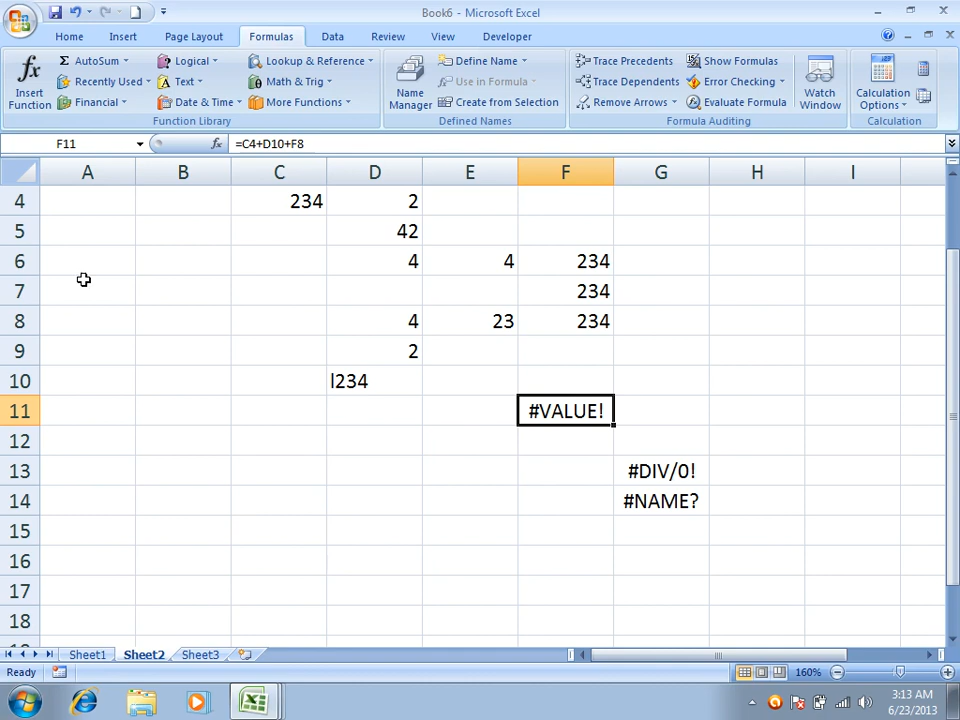 Book6 - Microsoft Excel
Home Insert Page Layout Formulas Data Review View Developer
fx Insert Function
Σ AutoSum
Recently Used
Financial
Logical
Text
Date & Time
Lookup & Reference
Math & Trig
More Functions
Function Library
Name Manager
Define Name
Use in Formula
Create from Selection
Defined Names
Trace Precedents
Trace Dependents
Remove Arrows
Show Formulas
Error Checking
Evaluate Formula
Formula Auditing
Watch Window
Calculation Options
Calculation
F11 fx =C4+D10+F8
A B C D E F G H I
4 234 2
5 42
6 4 4 234
7 234
8 4 23 234
9 2
10 l234
11 #VALUE!
12
13 #DIV/0!
14 #NAME?
15
16
17
18
Sheet1 Sheet2 Sheet3
Ready 160%
3:13 AM
6/23/2013